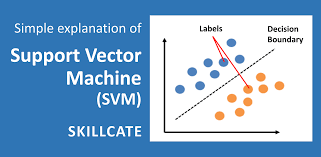 Simple explanation of
Support Vector
Machine
(SVM)
SKILLCATE
Labels
Decision
Boundary